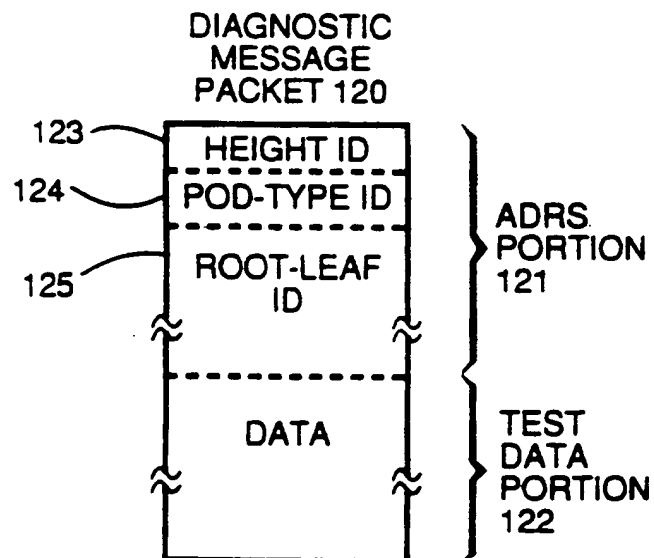 DIAGNOSTIC
MESSAGE
PACKET 120
123
HEIGHT ID
124
POD-TYPE ID
125
ROOT-LEAF
ID
ADRS
PORTION
121
DATA
TEST
DATA
PORTION
122